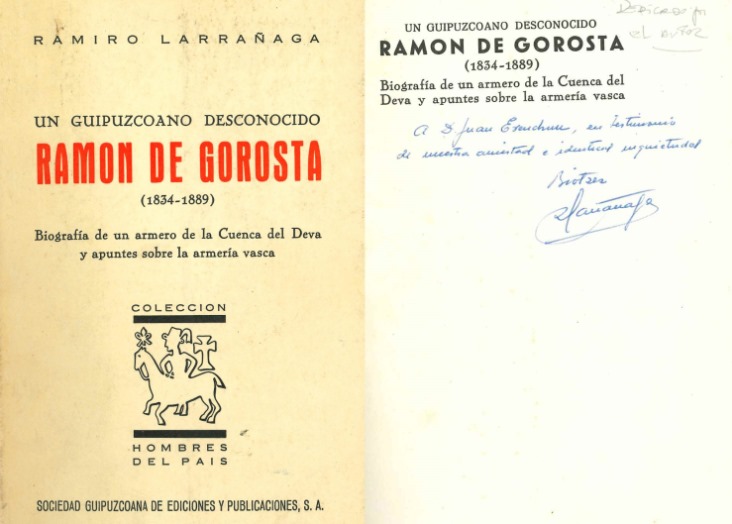 RAMIRO LARRAÑAGA
UN GUIPUZCOANO DESCONOCIDO
RAMON DE GOROSTA
(1834-1889)
Biografía de un armero de la Cuenca del Deva
y apuntes sobre la armería vasca
COLECCION
HOMBRES
DEL PAIS
SOCIEDAD GUIPUZCOANA DE EDICIONES Y PUBLICACIONES, S. A.
DEDICADO por
el AUTOR
UN GUIPUZCOANO DESCONOCIDO
RAMON DE GOROSTA
(1834-1889)
Biografía de un armero de la Cuenca del
Deva y apuntes sobre la armería vasca
A D. Juan en testimonio
de nuestra amistad e identica inquietud
Biotzez
Larrañaga